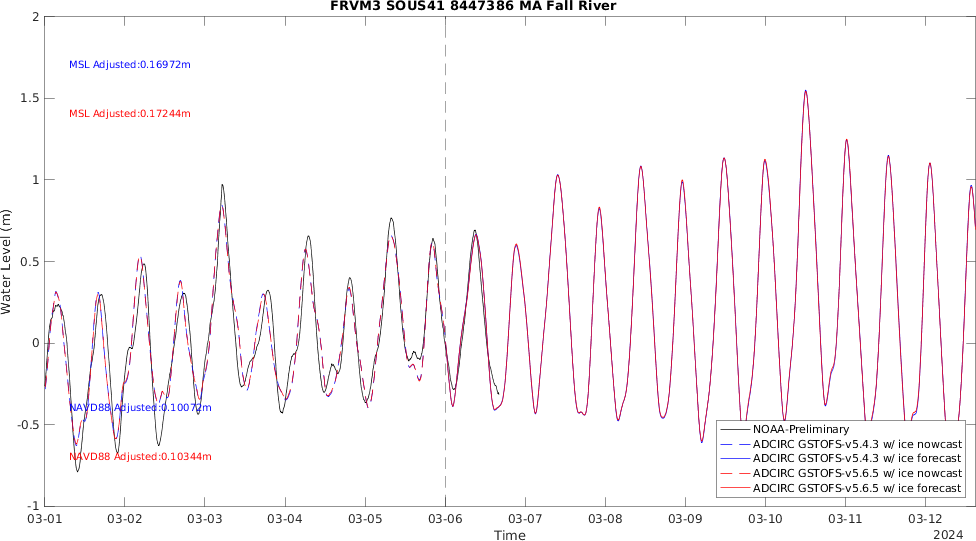 FRVM3 SOUS41 8447386 MA Fall River
2
MSL Adjusted:0.16972m
1.5
MSL Adjusted:0.17244m
1
Water Level (m)
0.5
0
NAVD88 Adjusted:0.10072m
-0.5
NAVD88 Adjusted:0.10344m
-1
NOAA-Preliminary
ADCIRC GSTOFS-v5.4.3 w/ ice nowcast
ADCIRC GSTOFS-v5.4.3 w/ ice forecast
ADCIRC GSTOFS-v5.6.5 w/ ice nowcast
ADCIRC GSTOFS-v5.6.5 w/ ice forecast
03-01 03-02 03-03 03-04 03-05 03-06 03-07 03-08 03-09 03-10 03-11 03-12
Time
2024